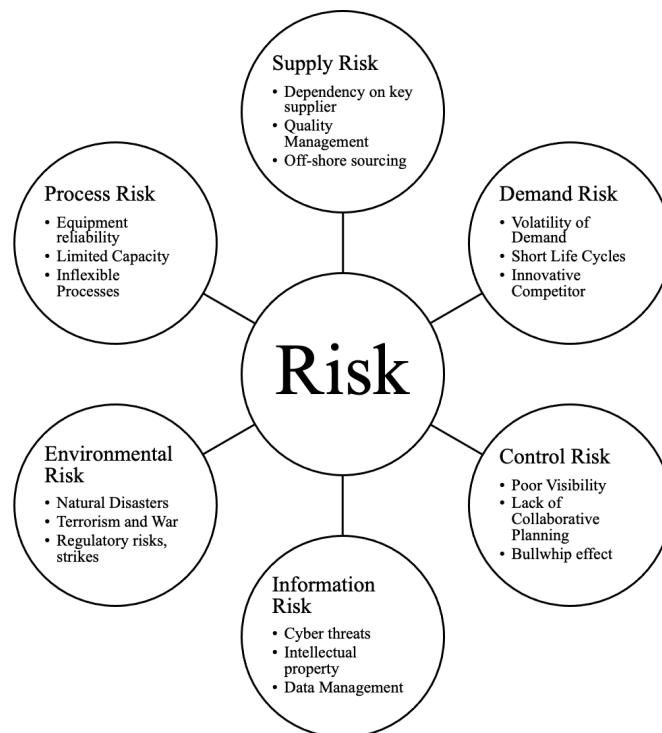 Supply Risk
• Dependency on key
supplier
• Quality
Management
• Off-shore sourcing
Process Risk
• Equipment
reliability
• Limited Capacity
• Inflexible
Processes
Demand Risk
• Volatility of
Demand
• Short Life Cycles
• Innovative
Competitor
Risk
Environmental
Risk
• Natural Disasters
• Terrorism and War
• Regulatory risks,
strikes
Control Risk
• Poor Visibility
• Lack of
Collaborative
Planning
• Bullwhip effect
Information
Risk
• Cyber threats
• Intellectual
property
• Data Management